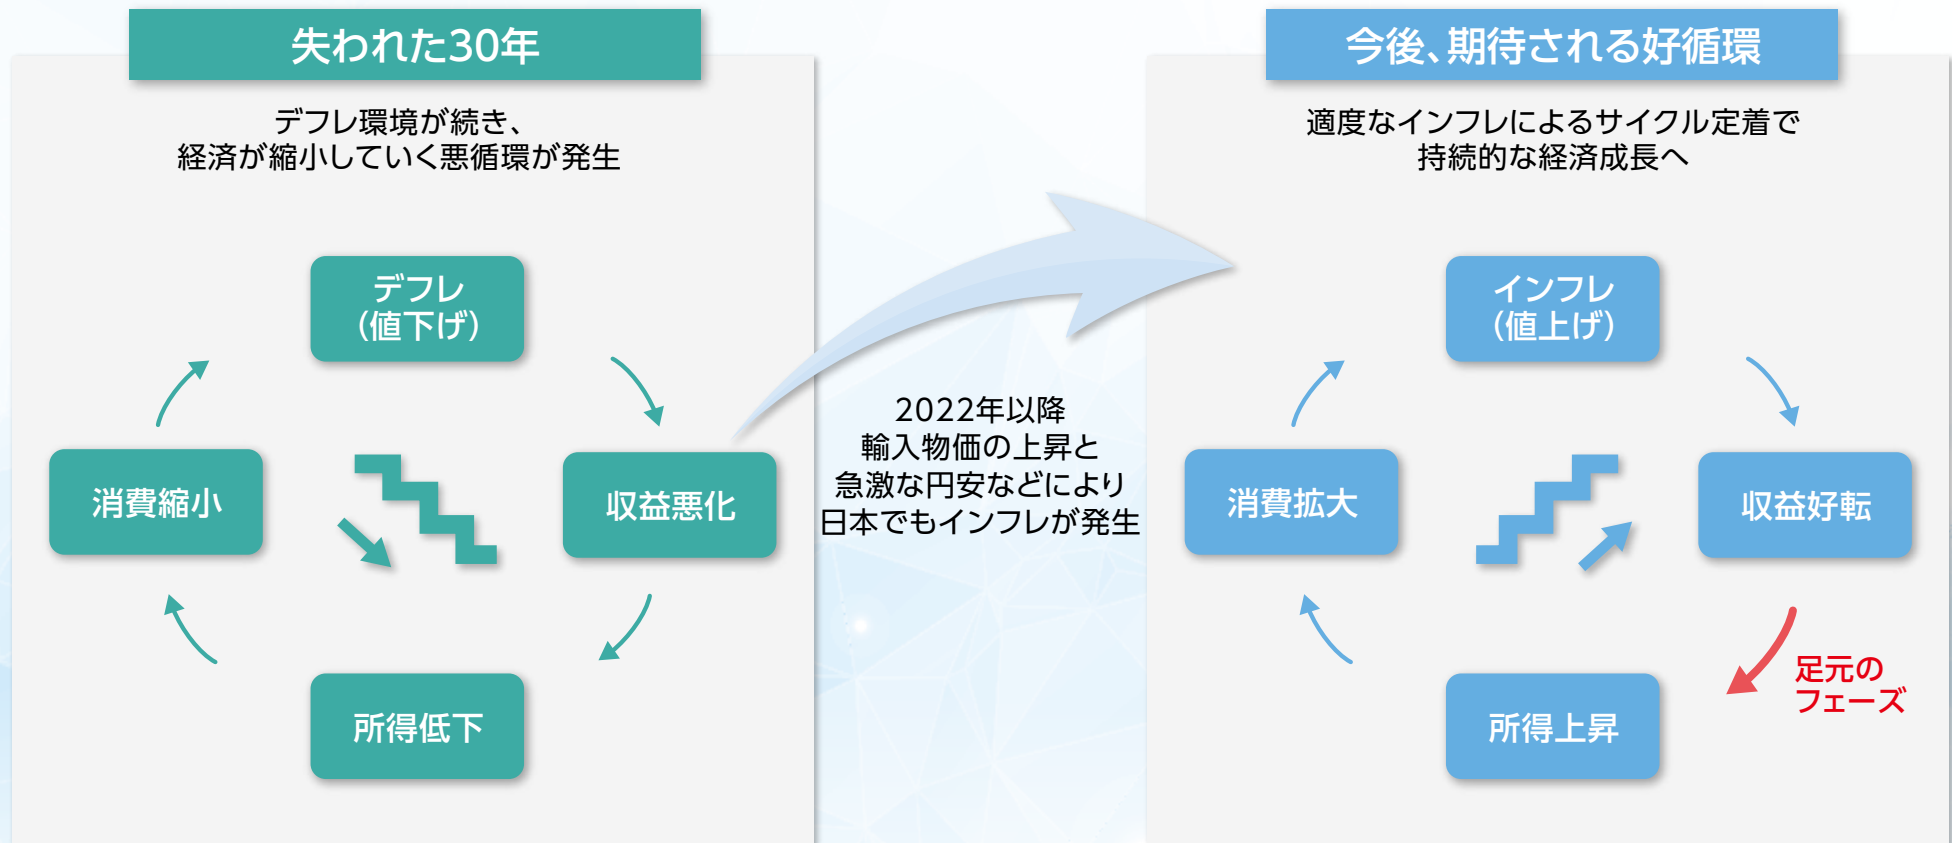 失われた30年
デフレ環境が続き、
経済が縮小していく悪循環が発生
デフレ
(値下げ)
消費縮小
収益悪化
所得低下
2022年以降
輸入物価の上昇と
急激な円安などにより
日本でもインフレが発生
今後、期待される好循環
適度なインフレによるサイクル定着で
持続的な経済成長へ
インフレ
(値上げ)
消費拡大
収益好転
足元の
フェーズ
所得上昇